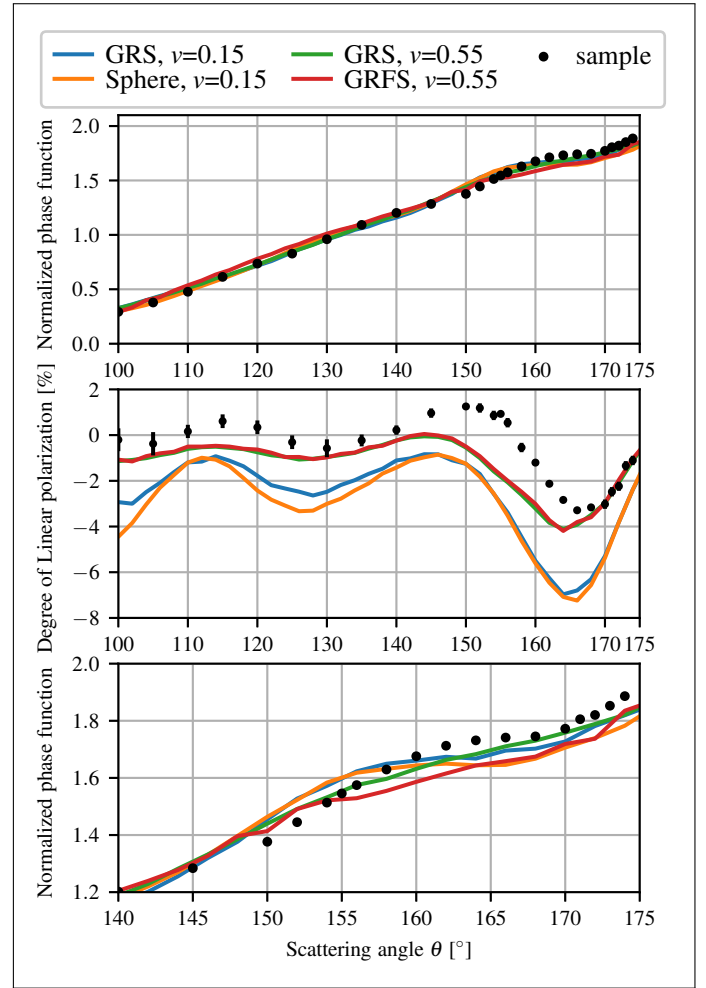 GRS, v=0.15
GRS, v=0.55
sample
Sphere, v=0.15
GRFS, v=0.55
Normalized phase function
2.0
1.5
1.0
0.5
0.0
100 110 120 130 140 150 160 170 175
Degree of Linear polarization [%]
2
0
−2
−4
−6
−8
100 110 120 130 140 150 160 170 175
Normalized phase function
2.0
1.8
1.6
1.4
1.2
140 145 150 155 160 165 170 175
Scattering angle θ [°]